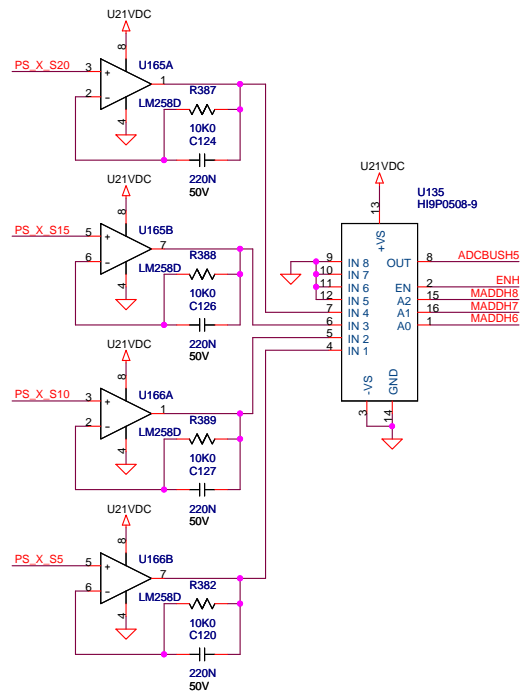 U21VDC
8
PS_X_S20
3
+
U165A
1
2
-
LM258D
4
R387
10K0
C124
220N
50V
U21VDC
8
PS_X_S15
5
+
U165B
7
6
-
LM258D
4
R388
10K0
C126
220N
50V
U21VDC
8
PS_X_S10
3
+
U166A
1
2
-
LM258D
4
R389
10K0
C127
220N
50V
U21VDC
8
PS_X_S5
5
+
U166B
7
6
-
LM258D
4
R382
10K0
C120
220N
50V
U21VDC
U135
HI9P0508-9
13
+VS
9 IN 8 OUT 8 ADCBUSH5
10 IN 7
11 IN 6 EN 2 ENH
12 IN 5 A2 15 MADDH8
7 IN 4 A1 16 MADDH7
6 IN 3 A0 1 MADDH6
5 IN 2
4 IN 1
-VS GND
3 14